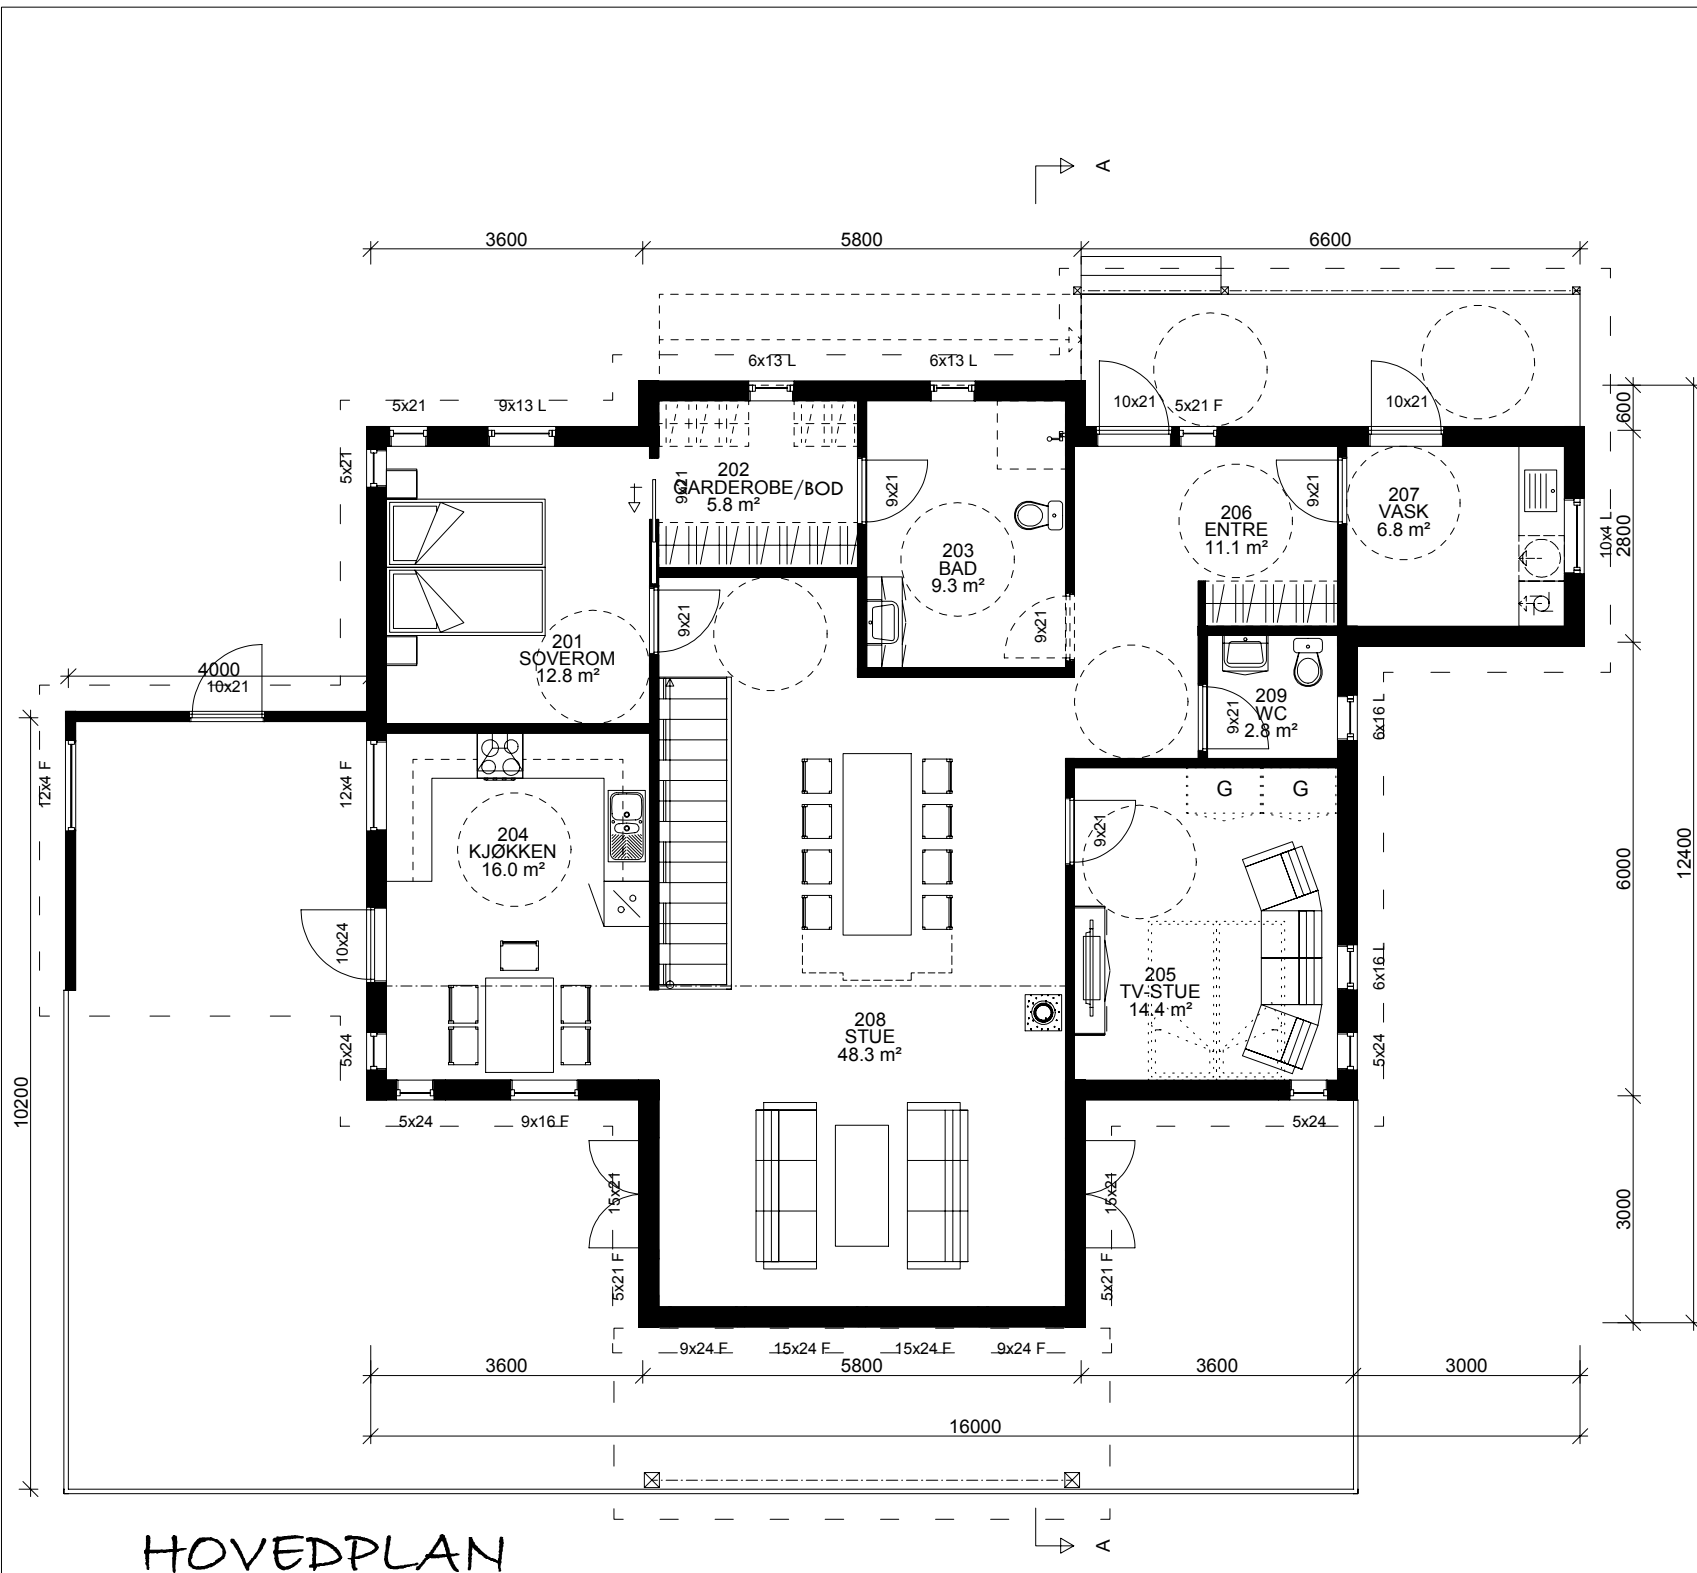 A
3600
5800
6600
6x13 L
6x13 L
5x21
9x13 L
10x21
5x21 F
10x21
600
5x21
9x21
202
GARDEROBE/BOD
5.8 m²
9x21
9x21
207
VASK
6.8 m²
206
ENTRE
11.1 m²
10x4 L
2800
203
BAD
9.3 m²
9x21
9x21
201
SOVEROM
12.8 m²
4000
10x21
209
WC
2.8 m²
9x21
6x16 L
12x4 F
12x4 F
G
G
204
KJØKKEN
16.0 m²
9x21
6000
12400
10x24
6x16 L
205
TV-STUE
14.4 m²
208
STUE
48.3 m²
5x24
5x24
10200
5x24
9x16 F
5x24
15x21
15x21
3000
5x21 F
5x21 F
9x24 F
15x24 F
15x24 F
9x24 F
3600
5800
3600
3000
16000
A
HOVEDPLAN